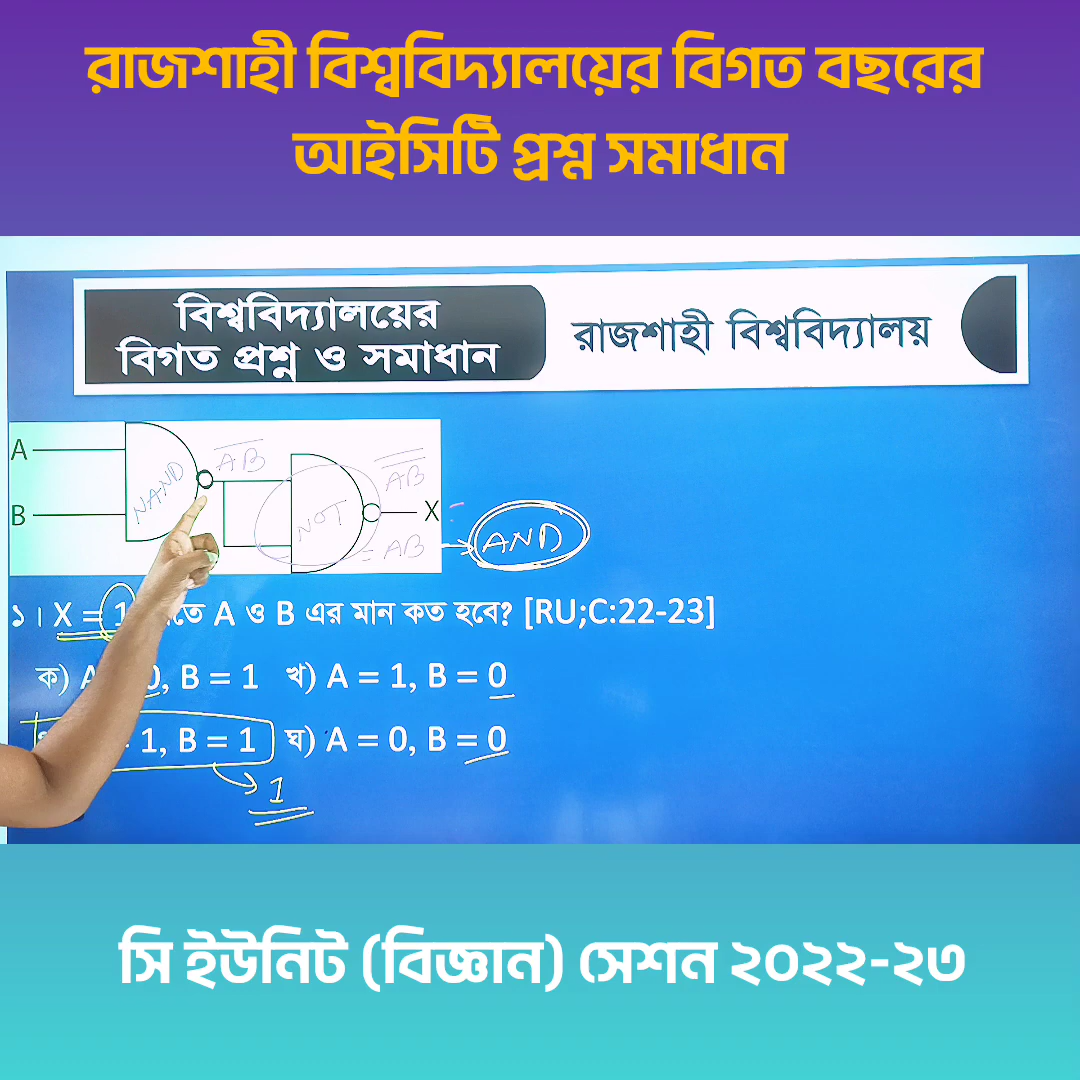 রাজশাহী বিশ্ববিদ্যালয়ের বিগত বছরের
আইসিটি প্রশ্ন সমাধান
বিশ্ববিদ্যালয়ের
বিগত প্রশ্ন ও সমাধান
রাজশাহী বিশ্ববিদ্যালয়
A
B
NAND
AB
NOT
AB
= AB
X
AND
১। X = 1 তে A ও B এর মান কত হবে? [RU;C:22-23]
ক) A 0, B = 1 খ) A = 1, B = 0
1, B = 1 ঘ) A = 0, B = 0
1
সি ইউনিট (বিজ্ঞান) সেশন ২০২২-২৩